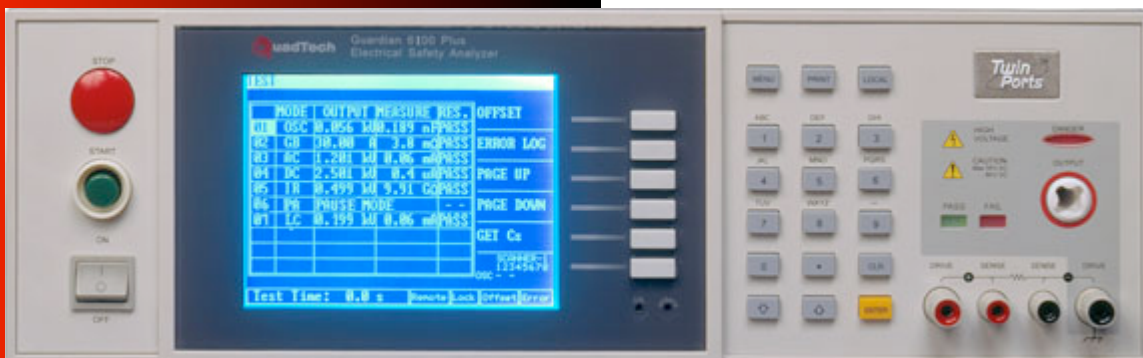 STOP
START
ON
OFF
QuadTech
Guardian 6100 Plus
Electrical Safety Analyzer
TEST
MODE OUTPUT MEASURE RES.
01 OSC 0.056 kV 0.189 nF PASS
02 GB 30.00 A 3.8 mΩ PASS
03 AC 1.201 kV 0.06 mA PASS
04 DC 2.501 kV 0.4 uA PASS
05 IR 0.499 kV 9.91 GΩ PASS
06 PA PAUSE MODE - -
07 LC 0.199 kV 0.06 mA PASS
OFFSET
ERROR LOG
PAGE UP
PAGE DOWN
GET Cs
SCANNER-1
12345678
OSC - -
Test Time: 0.0 s Remote Lock Offset Error
MENU PRINT LOCAL
ABC DEF GHI
1 2 3
JKL MNO PQRS
4 5 6
TUV WXYZ
7 8 9
0 CLR
ENTER
Twin Ports
HIGH VOLTAGE
DANGER
CAUTION
OUTPUT
PASS FAIL
DRIVE SENSE SENSE DRIVE